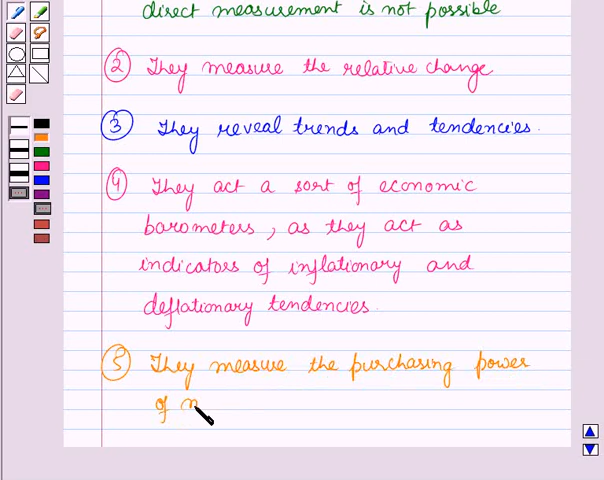 direct measurement is not possible
② They measure the relative change
③ They reveal trends and tendencies.
④ They act a sort of economic
barometers, as they act as
indicators of inflationary and
deflationary tendencies.
⑤ They measure the purchasing power
of